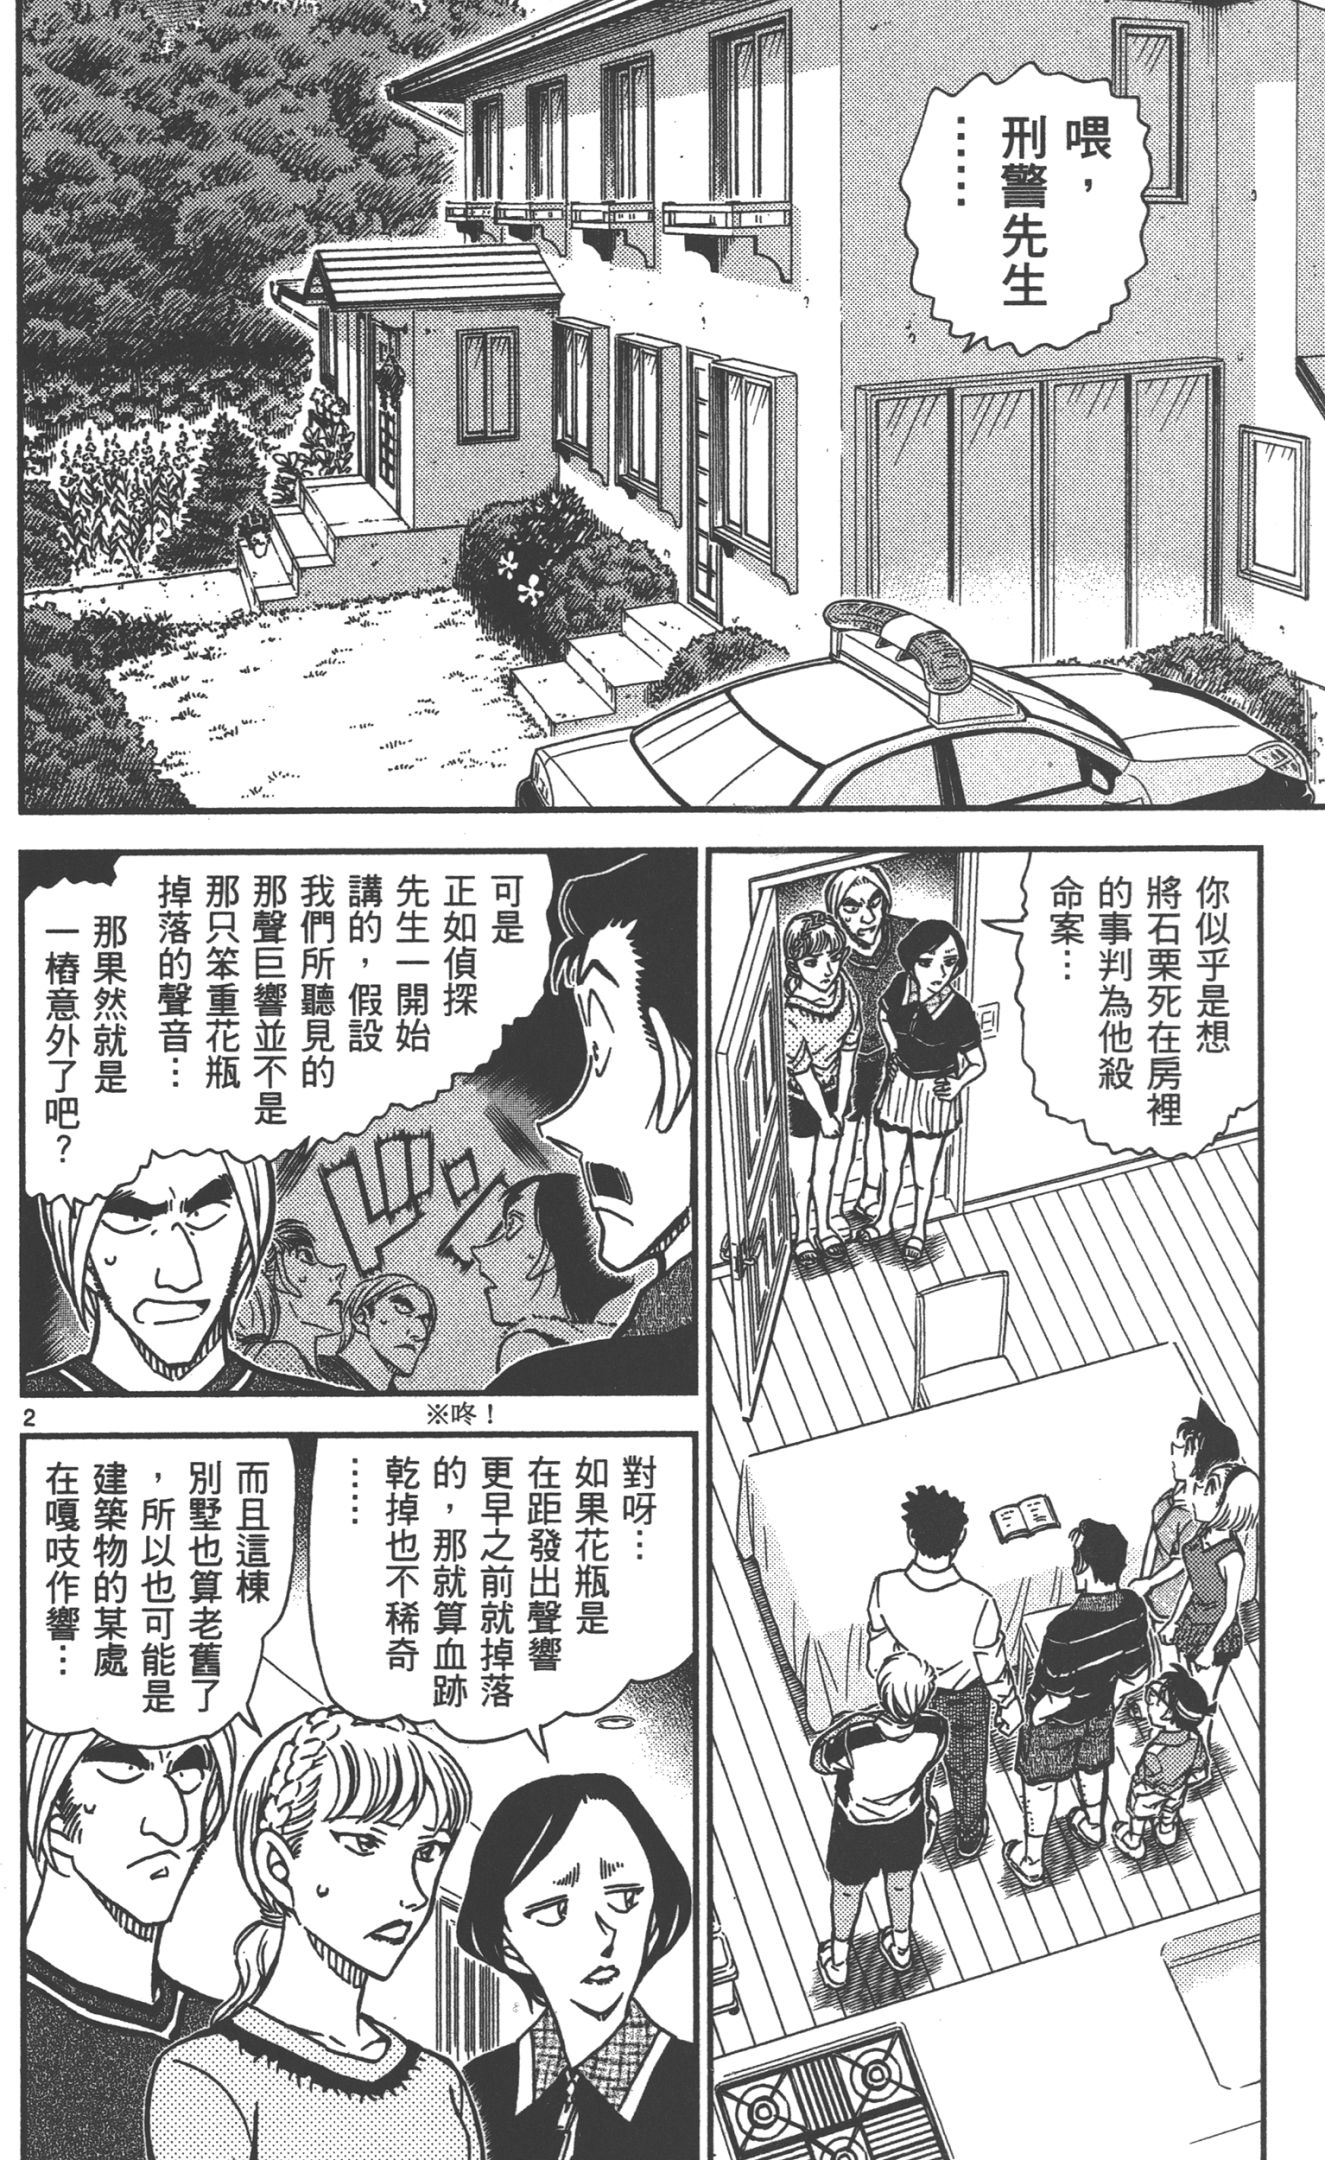 喂，
刑警先生
……
你似乎是想
將石栗死在房裡
的事判為他殺
命案…
可是
正如偵探
先生一開始
講的，假設
我們所聽見的
那聲巨響並不是
那只笨重花瓶
掉落的聲音…
那果然就是
一樁意外了吧？
ドン
※咚！
2
對呀…
如果花瓶是
在距發出聲響
更早之前就掉落
的，那就算血跡
乾掉也不稀奇
……
而且這棟
別墅也算老舊了
，所以也可能是
建築物的某處
在嘎吱作響…